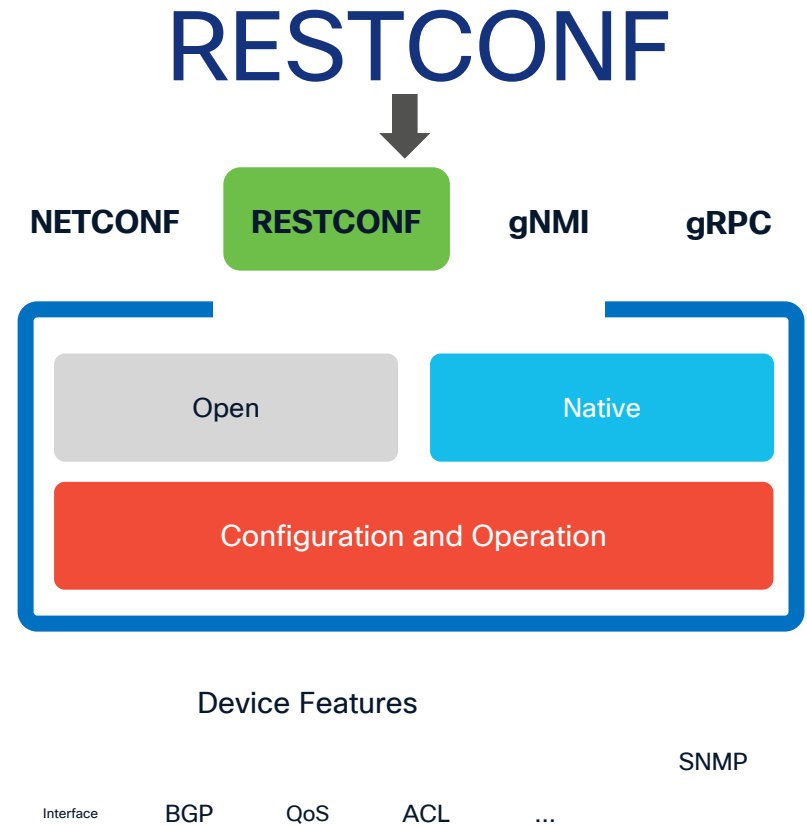 RESTCONF
NETCONF RESTCONF gNMI gRPC
Open Native
Configuration and Operation
Device Features
SNMP
Interface BGP QoS ACL ...